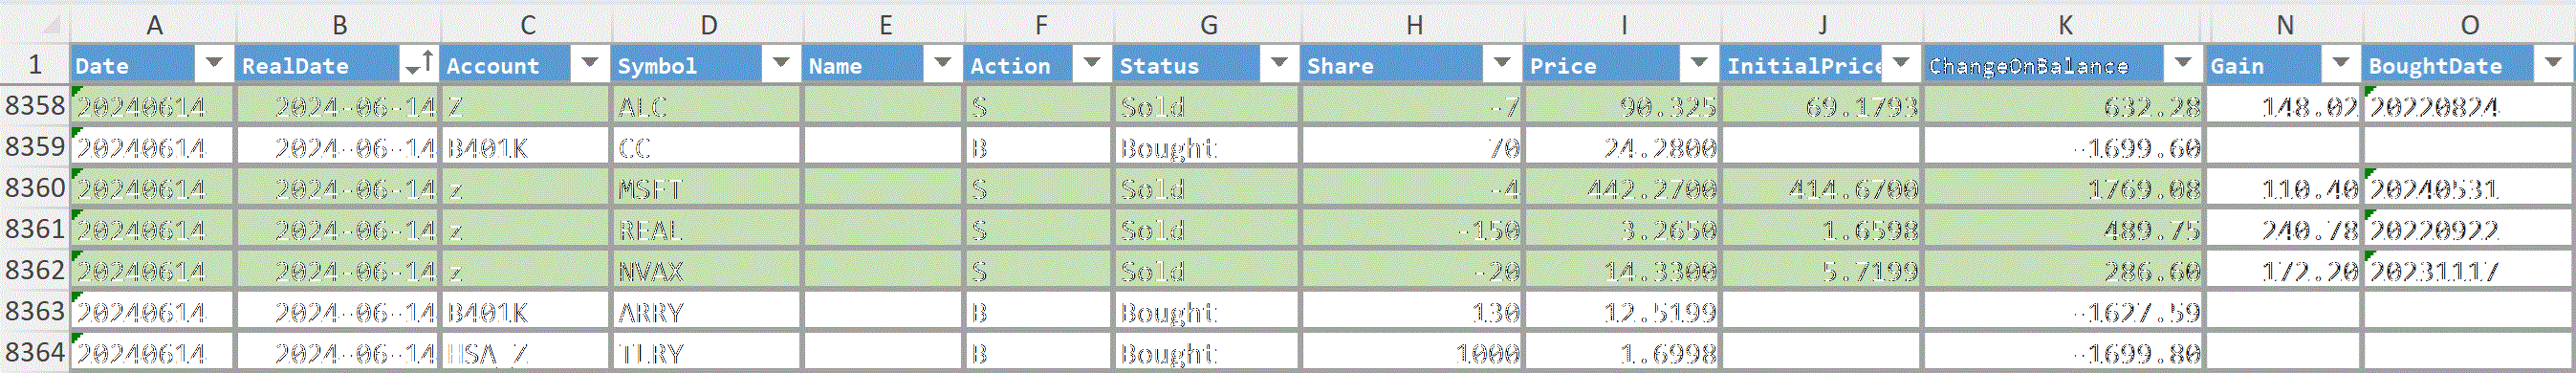 A B C D E F G H I J K N O
1 Date RealDate Account Symbol Name Action Status Share Price InitialPrice ChangeOnBalance Gain BoughtDate
8358 20240614 2024-06-14 Z ALC S Sold -7 90.325 69.1793 632.28 148.02 20220824
8359 20240614 2024-06-14 B401K CC B Bought 70 24.2800 -1699.60
8360 20240614 2024-06-14 z MSFT S Sold -4 442.2700 414.6700 1769.08 110.40 20240531
8361 20240614 2024-06-14 z REAL S Sold -150 3.2650 1.6598 489.75 240.78 20220922
8362 20240614 2024-06-14 z NVAX S Sold -20 14.3300 5.7199 286.60 172.20 20231117
8363 20240614 2024-06-14 B401K ARRY B Bought 130 12.5199 -1627.59
8364 20240614 2024-06-14 HSA_Z TLRY B Bought 1000 1.6998 -1699.80